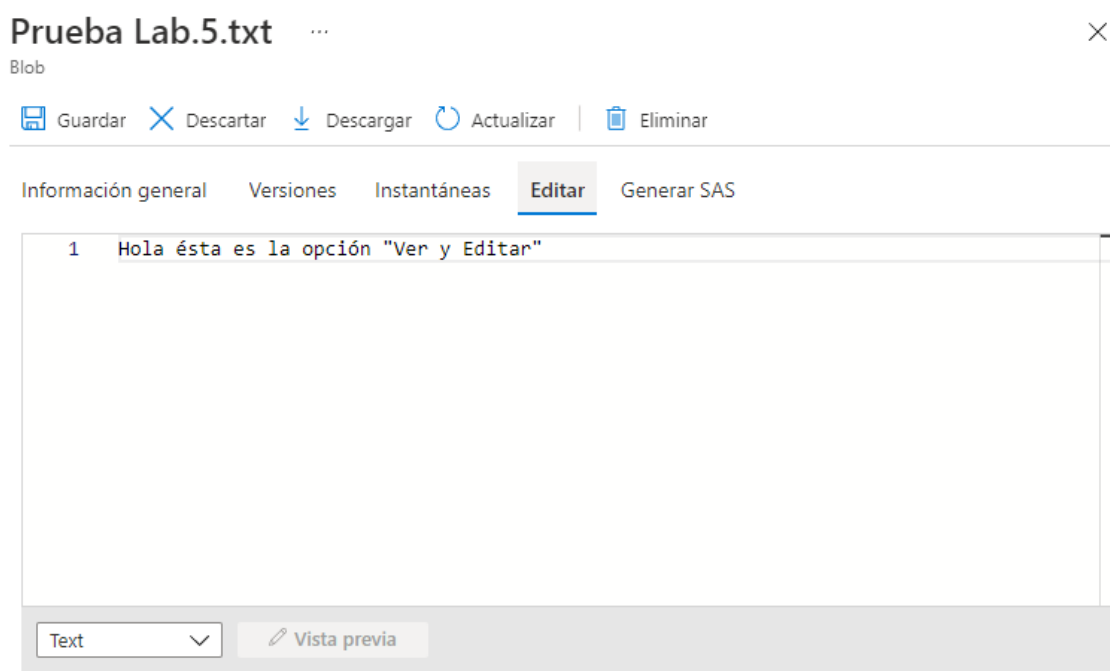 Prueba Lab.5.txt ...
Blob
Guardar Descartar Descargar Actualizar Eliminar
Información general Versiones Instantáneas Editar Generar SAS
1 Hola ésta es la opción "Ver y Editar"
Text Vista previa